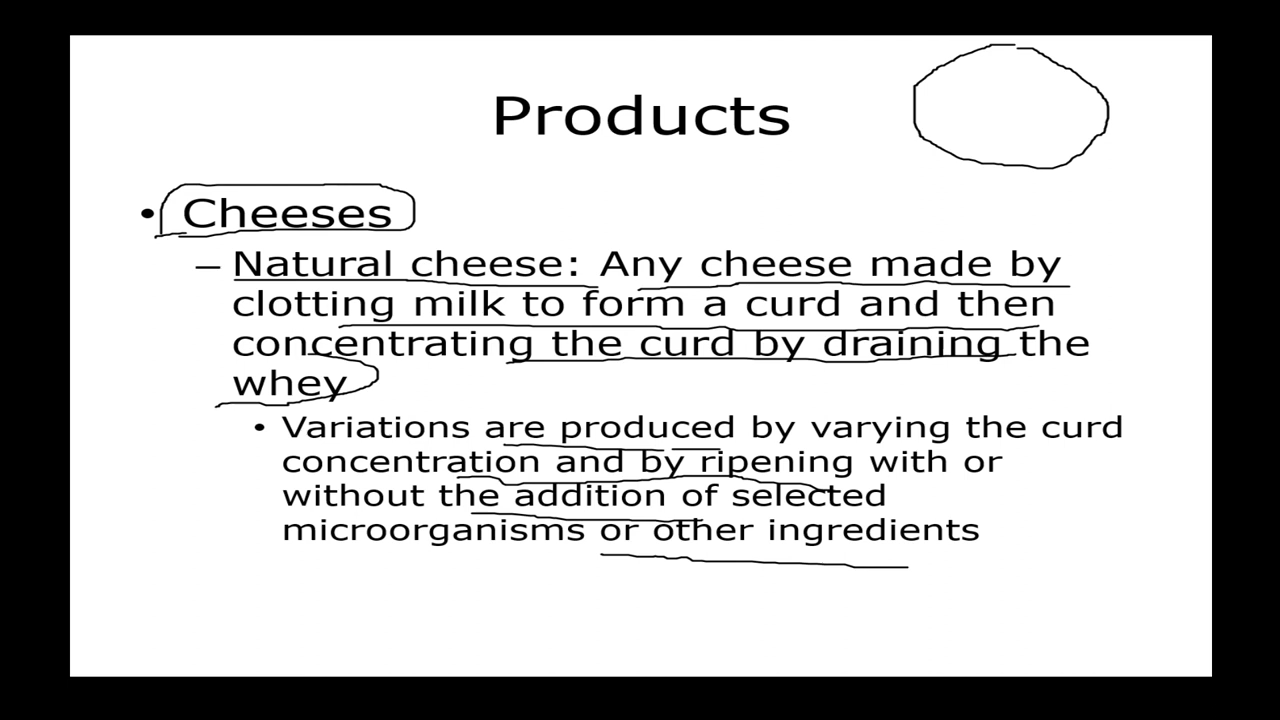 Products
• Cheeses
– Natural cheese: Any cheese made by
clotting milk to form a curd and then
concentrating the curd by draining the
whey
• Variations are produced by varying the curd
concentration and by ripening with or
without the addition of selected
microorganisms or other ingredients